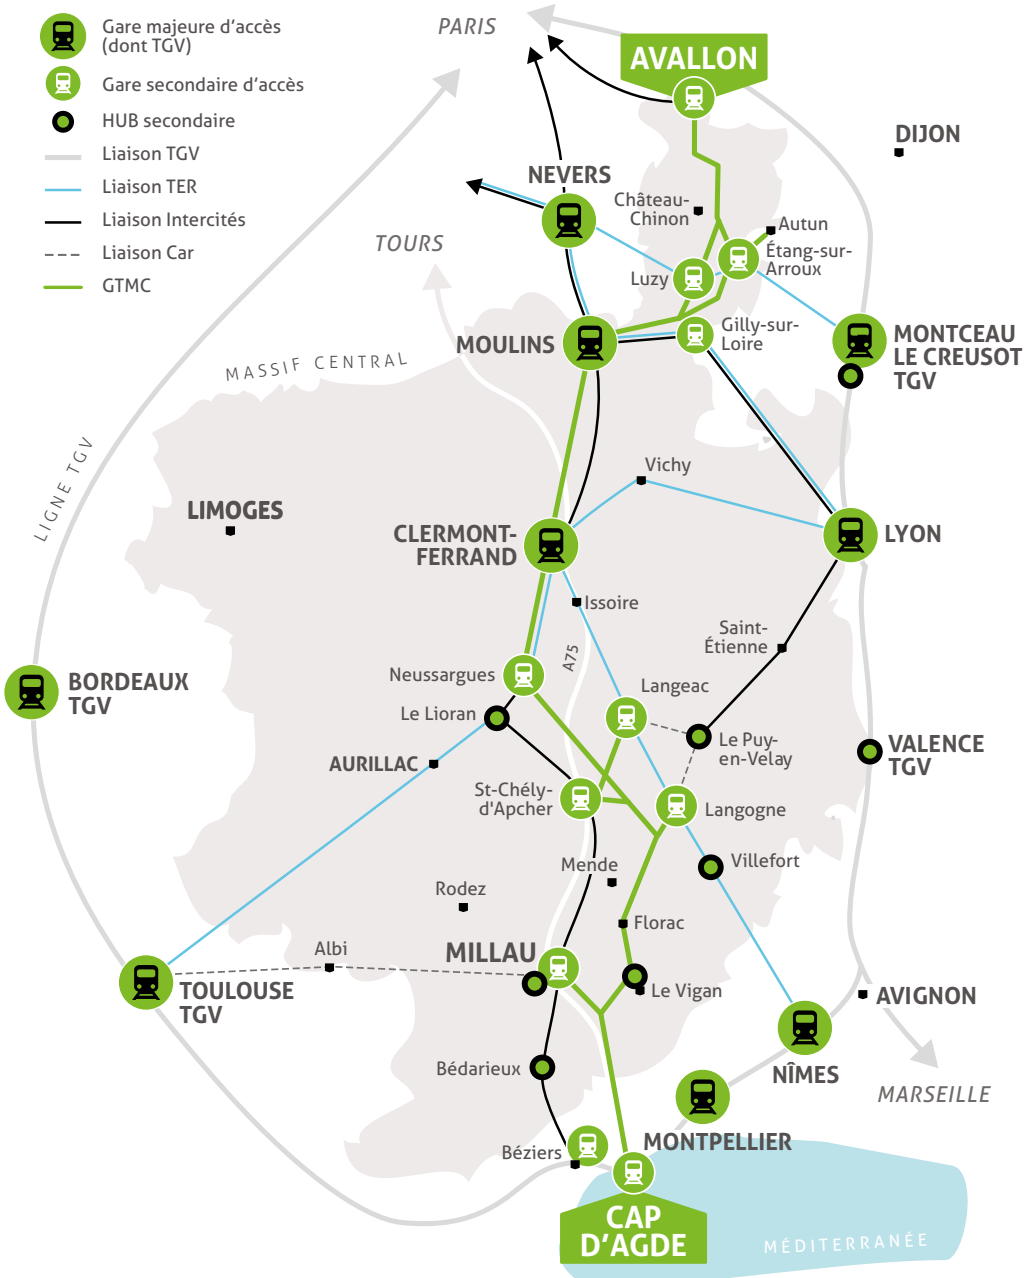 Gare majeure d’accès
(dont TGV)
Gare secondaire d’accès
HUB secondaire
Liaison TGV
Liaison TER
Liaison Intercités
Liaison Car
GTMC
PARIS
AVALLON
DIJON
NEVERS
Château-
Chinon
Autun
TOURS
Étang-sur-
Arroux
Luzy
Gilly-sur-
Loire
MOULINS
MONTCEAU
LE CREUSOT
TGV
MASSIF CENTRAL
LIGNE TGV
Vichy
LIMOGES
CLERMONT-
FERRAND
LYON
Issoire
Saint-
Étienne
A75
Neussargues
Langeac
BORDEAUX
TGV
Le Lioran
Le Puy-
en-Velay
VALENCE
TGV
AURILLAC
St-Chély-
d'Apcher
Langogne
Mende
Villefort
Rodez
Florac
Albi
MILLAU
TOULOUSE
TGV
Le Vigan
AVIGNON
Bédarieux
NÎMES
MARSEILLE
MONTPELLIER
Béziers
CAP
D’AGDE
MÉDITERRANÉE